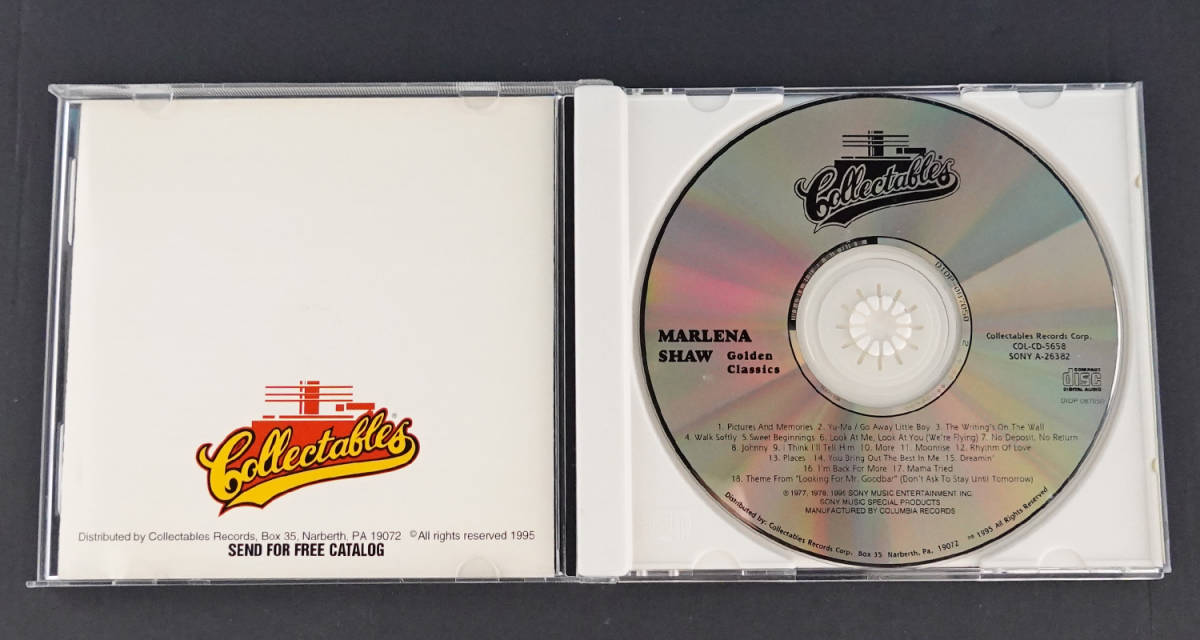 Collectables
®
Distributed by Collectables Records, Box 35, Narberth, PA 19072 © All rights reserved 1995
SEND FOR FREE CATALOG
Collectables
MARLENA
SHAW Golden
Classics
Collectables Records Corp.
COL-CD-5658
SONY A-26382
COMPACT
disc
DIGITAL AUDIO
1. Pictures And Memories 2. Yu-Ma / Go Away Little Boy 3. The Writing's On The Wall
4. Walk Softly 5. Sweet Beginnings 6. Look At Me, Look At You (We're Flying) 7. No Deposit, No Return
8. Johnny 9. I Think I'll Tell Him 10. More 11. Moonrise 12. Rhythm Of Love
13. Places 14. You Bring Out The Best In Me 15. Dreamin'
16. I'm Back For More 17. Mama Tried
18. Theme From "Looking For Mr. Goodbar" (Don't Ask To Stay Until Tomorrow)
SONY MUSIC ENTERTAINMENT INC.
SONY MUSIC SPECIAL PRODUCTS
MANUFACTURED BY COLUMBIA RECORDS
Distributed by: Collectables Records Corp. Box 35 Narberth, Pa. 19072 ℗ 1995 All Rights Reserved